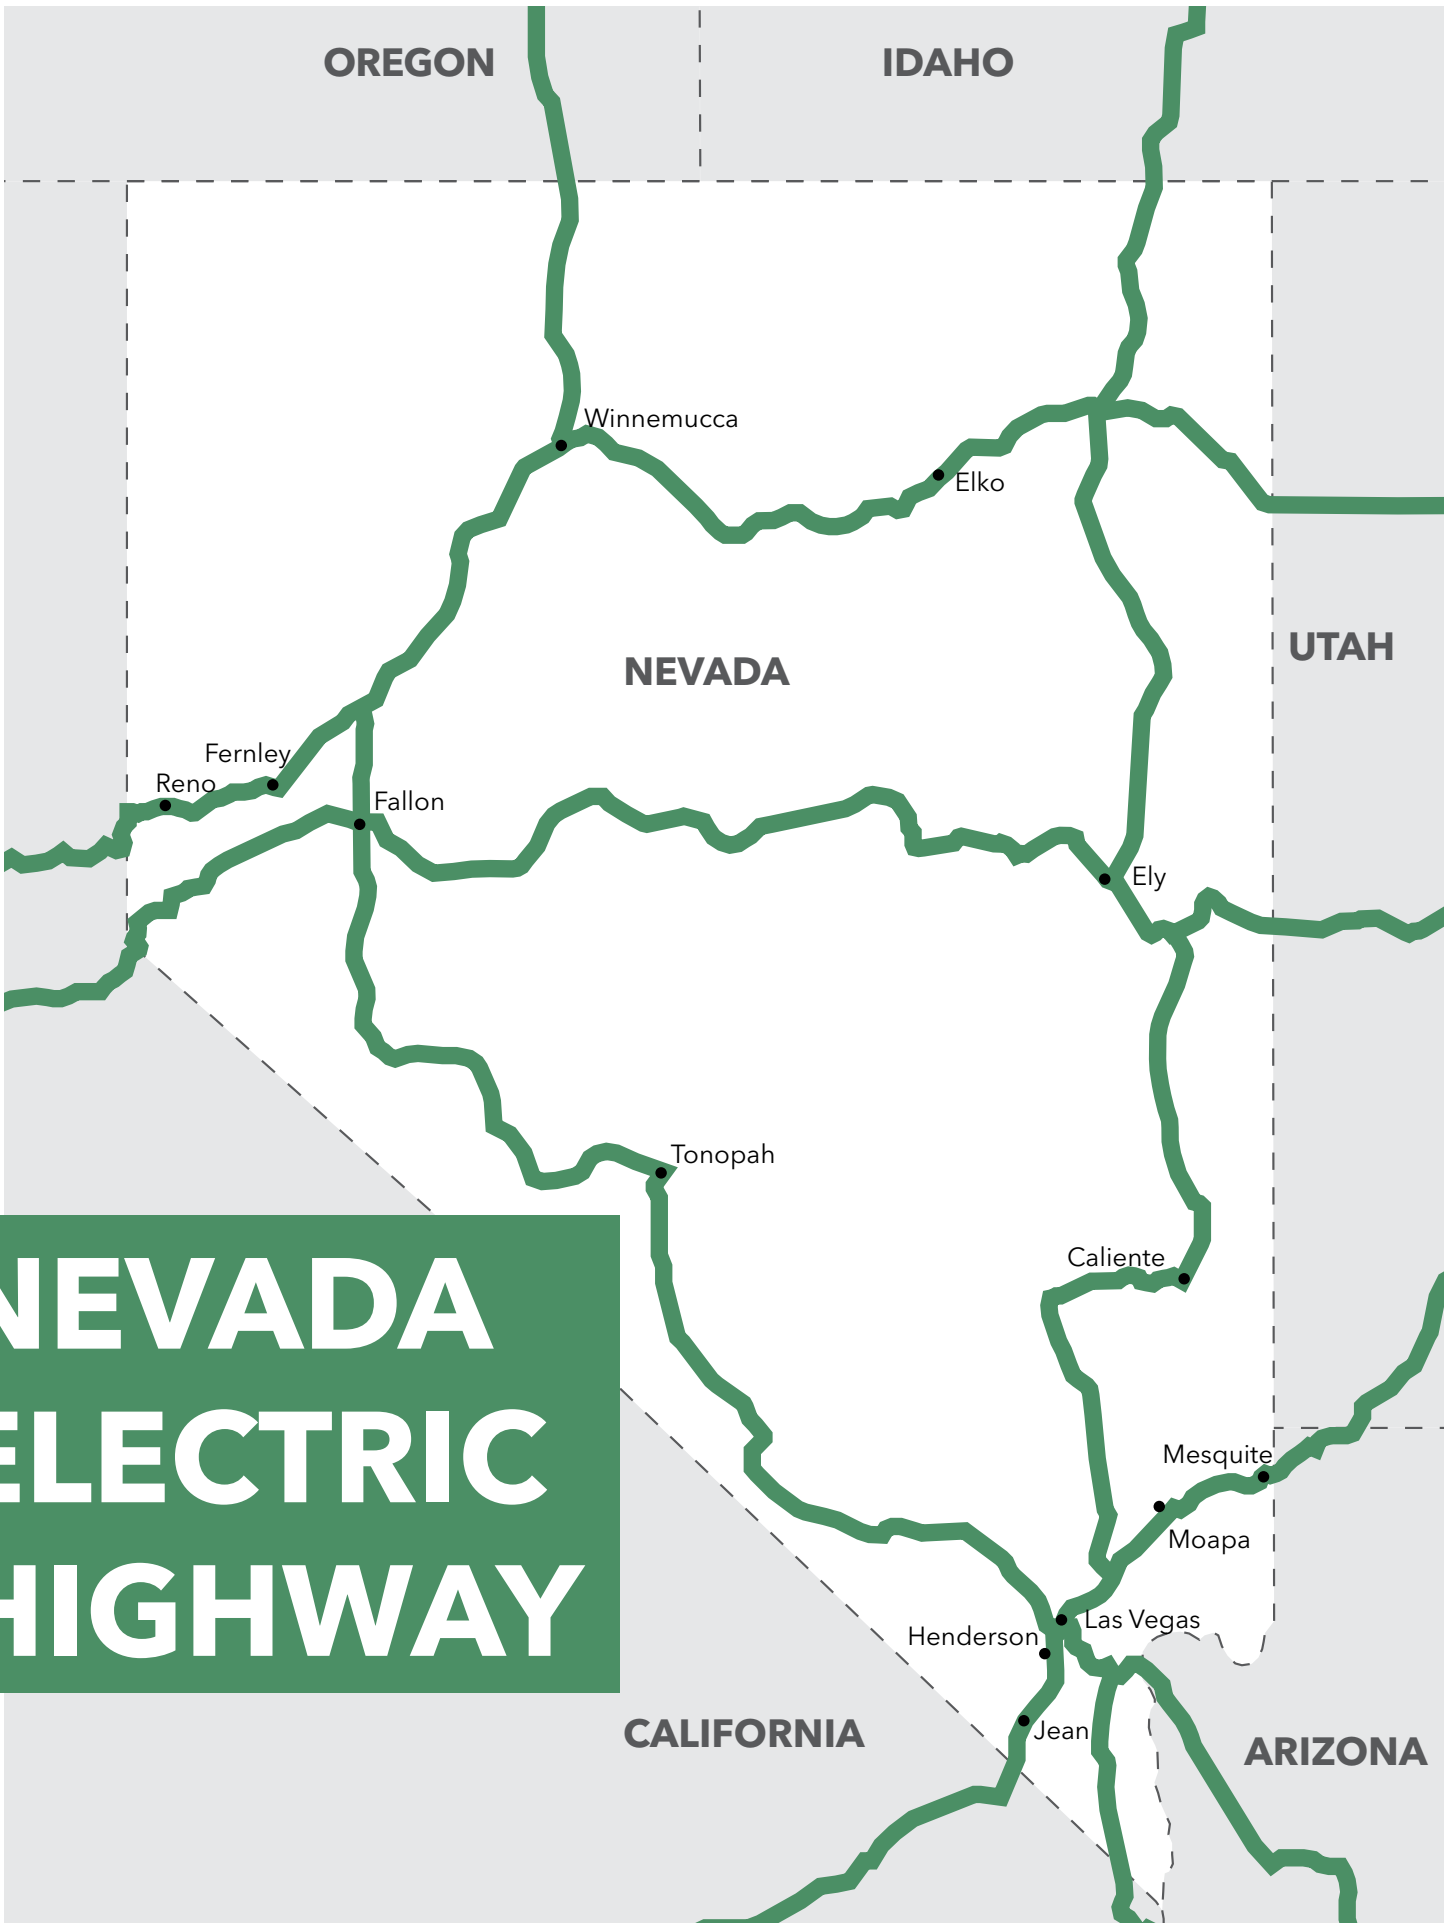 OREGON
IDAHO
Winnemucca
Elko
UTAH
NEVADA
Fernley
Reno
Fallon
Ely
Tonopah
Caliente
NEVADA
ELECTRIC
HIGHWAY
Mesquite
Moapa
Las Vegas
Henderson
Jean
CALIFORNIA
ARIZONA